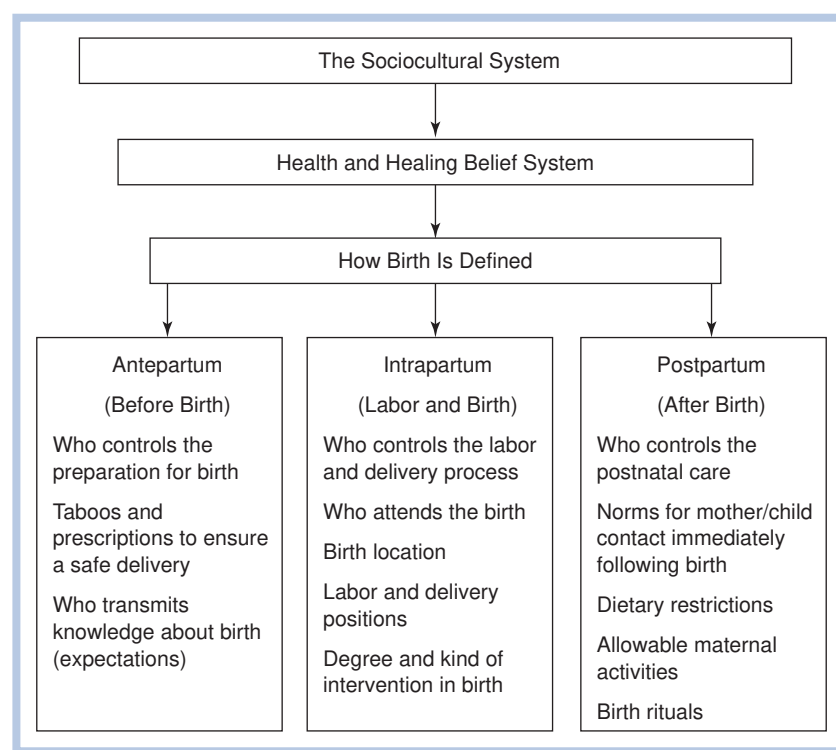 The Sociocultural System
Health and Healing Belief System
How Birth Is Defined
Antepartum
(Before Birth)
Who controls the
preparation for birth
Taboos and
prescriptions to ensure
a safe delivery
Who transmits
knowledge about birth
(expectations)
Intrapartum
(Labor and Birth)
Who controls the labor
and delivery process
Who attends the birth
Birth location
Labor and delivery
positions
Degree and kind of
intervention in birth
Postpartum
(After Birth)
Who controls the
postnatal care
Norms for mother/child
contact immediately
following birth
Dietary restrictions
Allowable maternal
activities
Birth rituals